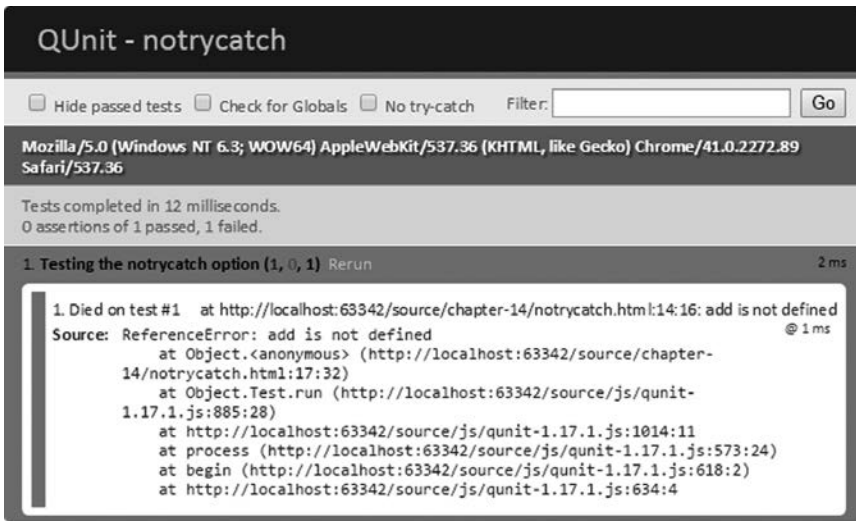 QUnit - notrycatch
Hide passed tests Check for Globals No try-catch Filter: Go
Mozilla/5.0 (Windows NT 6.3; WOW64) AppleWebKit/537.36 (KHTML, like Gecko) Chrome/41.0.2272.89
Safari/537.36
Tests completed in 12 milliseconds.
0 assertions of 1 passed, 1 failed.
1. Testing the notrycatch option (1, 0, 1) Rerun 2 ms
1. Died on test #1 at http://localhost:63342/source/chapter-14/notrycatch.html:14:16: add is not defined
@ 1 ms
Source: ReferenceError: add is not defined
at Object.<anonymous> (http://localhost:63342/source/chapter-
14/notrycatch.html:17:32)
at Object.Test.run (http://localhost:63342/source/js/qunit-
1.17.1.js:885:28)
at http://localhost:63342/source/js/qunit-1.17.1.js:1014:11
at process (http://localhost:63342/source/js/qunit-1.17.1.js:573:24)
at begin (http://localhost:63342/source/js/qunit-1.17.1.js:618:2)
at http://localhost:63342/source/js/qunit-1.17.1.js:634:4